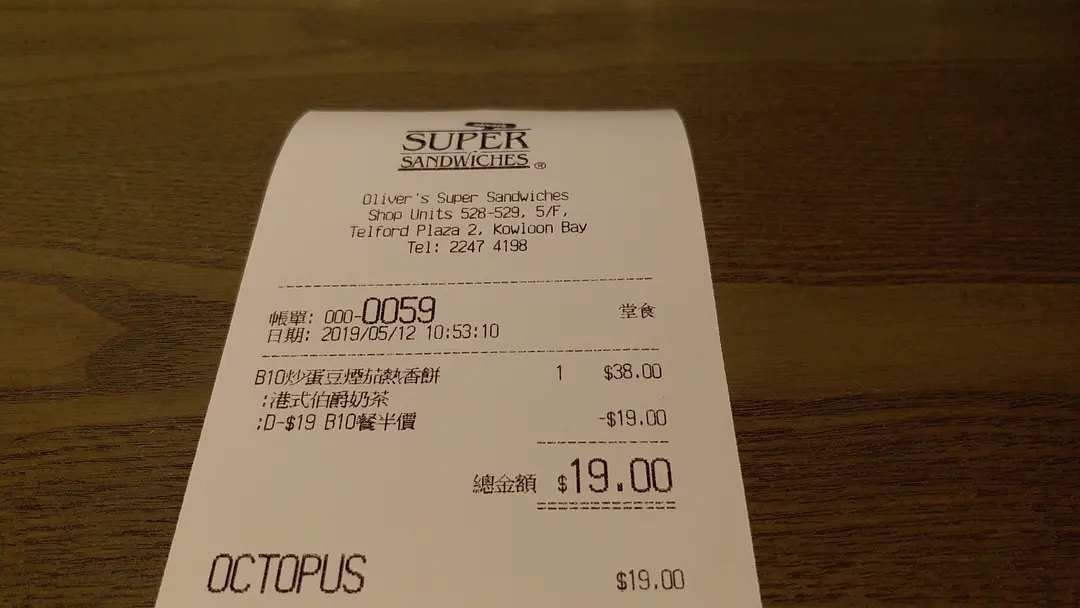 SUPER
SANDWICHES ®
Oliver's Super Sandwiches
Shop Units 528-529, 5/F,
Telford Plaza 2, Kowloon Bay
Tel: 2247 4198
帳單: 000-0059 堂食
日期: 2019/05/12 10:53:10
B10炒蛋豆煙茄熱香餅 1 $38.00
:港式伯爵奶茶
:D-$19 B10餐半價 -$19.00
總金額 $19.00
OCTOPUS $19.00